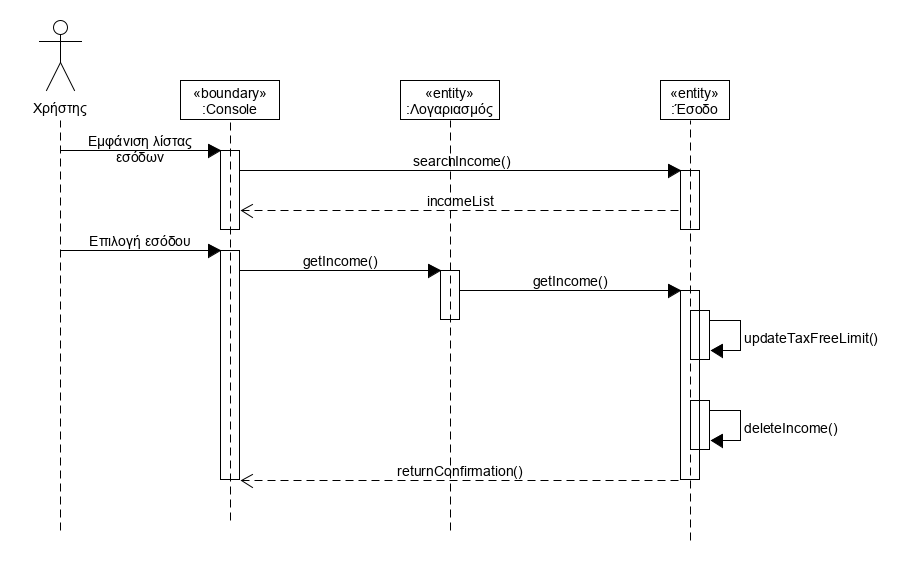 Χρήστης
«boundary»
:Console
«entity»
:Λογαριασμός
«entity»
:Έσοδο
Εμφάνιση λίστας
εσόδων
searchIncome()
incomeList
Επιλογή εσόδου
getIncome()
getIncome()
updateTaxFreeLimit()
deleteIncome()
returnConfirmation()